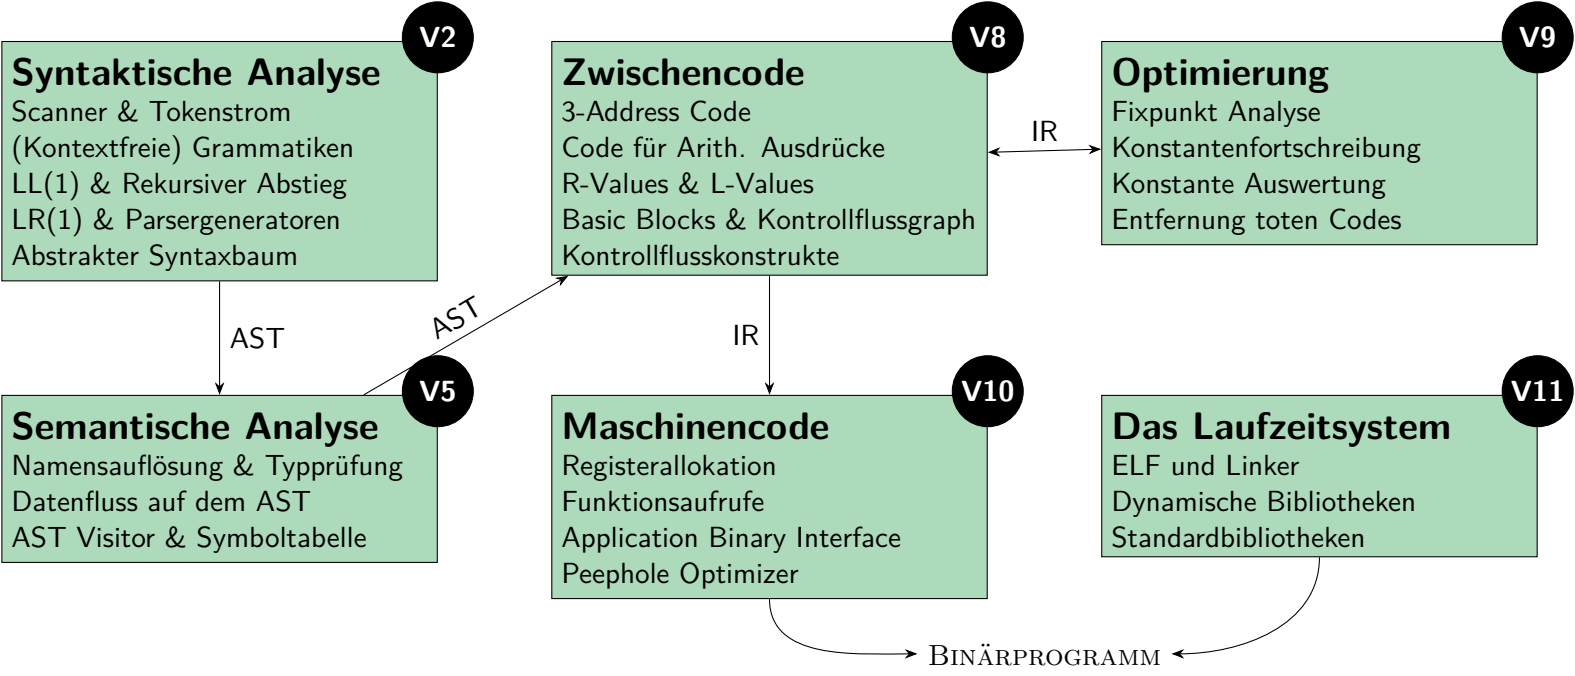 V2
Syntaktische Analyse
Scanner & Tokenstrom
(Kontextfreie) Grammatiken
LL(1) & Rekursiver Abstieg
LR(1) & Parsergeneratoren
Abstrakter Syntaxbaum
V8
Zwischencode
3-Address Code
Code für Arith. Ausdrücke
R-Values & L-Values
Basic Blocks & Kontrollflussgraph
Kontrollflusskonstrukte
IR
V9
Optimierung
Fixpunkt Analyse
Konstantenfortschreibung
Konstante Auswertung
Entfernung toten Codes
AST
AST
IR
V5
Semantische Analyse
Namensauflösung & Typprüfung
Datenfluss auf dem AST
AST Visitor & Symboltabelle
V10
Maschinencode
Registerallokation
Funktionsaufrufe
Application Binary Interface
Peephole Optimizer
V11
Das Laufzeitsystem
ELF und Linker
Dynamische Bibliotheken
Standardbibliotheken
BINÄRPROGRAMM